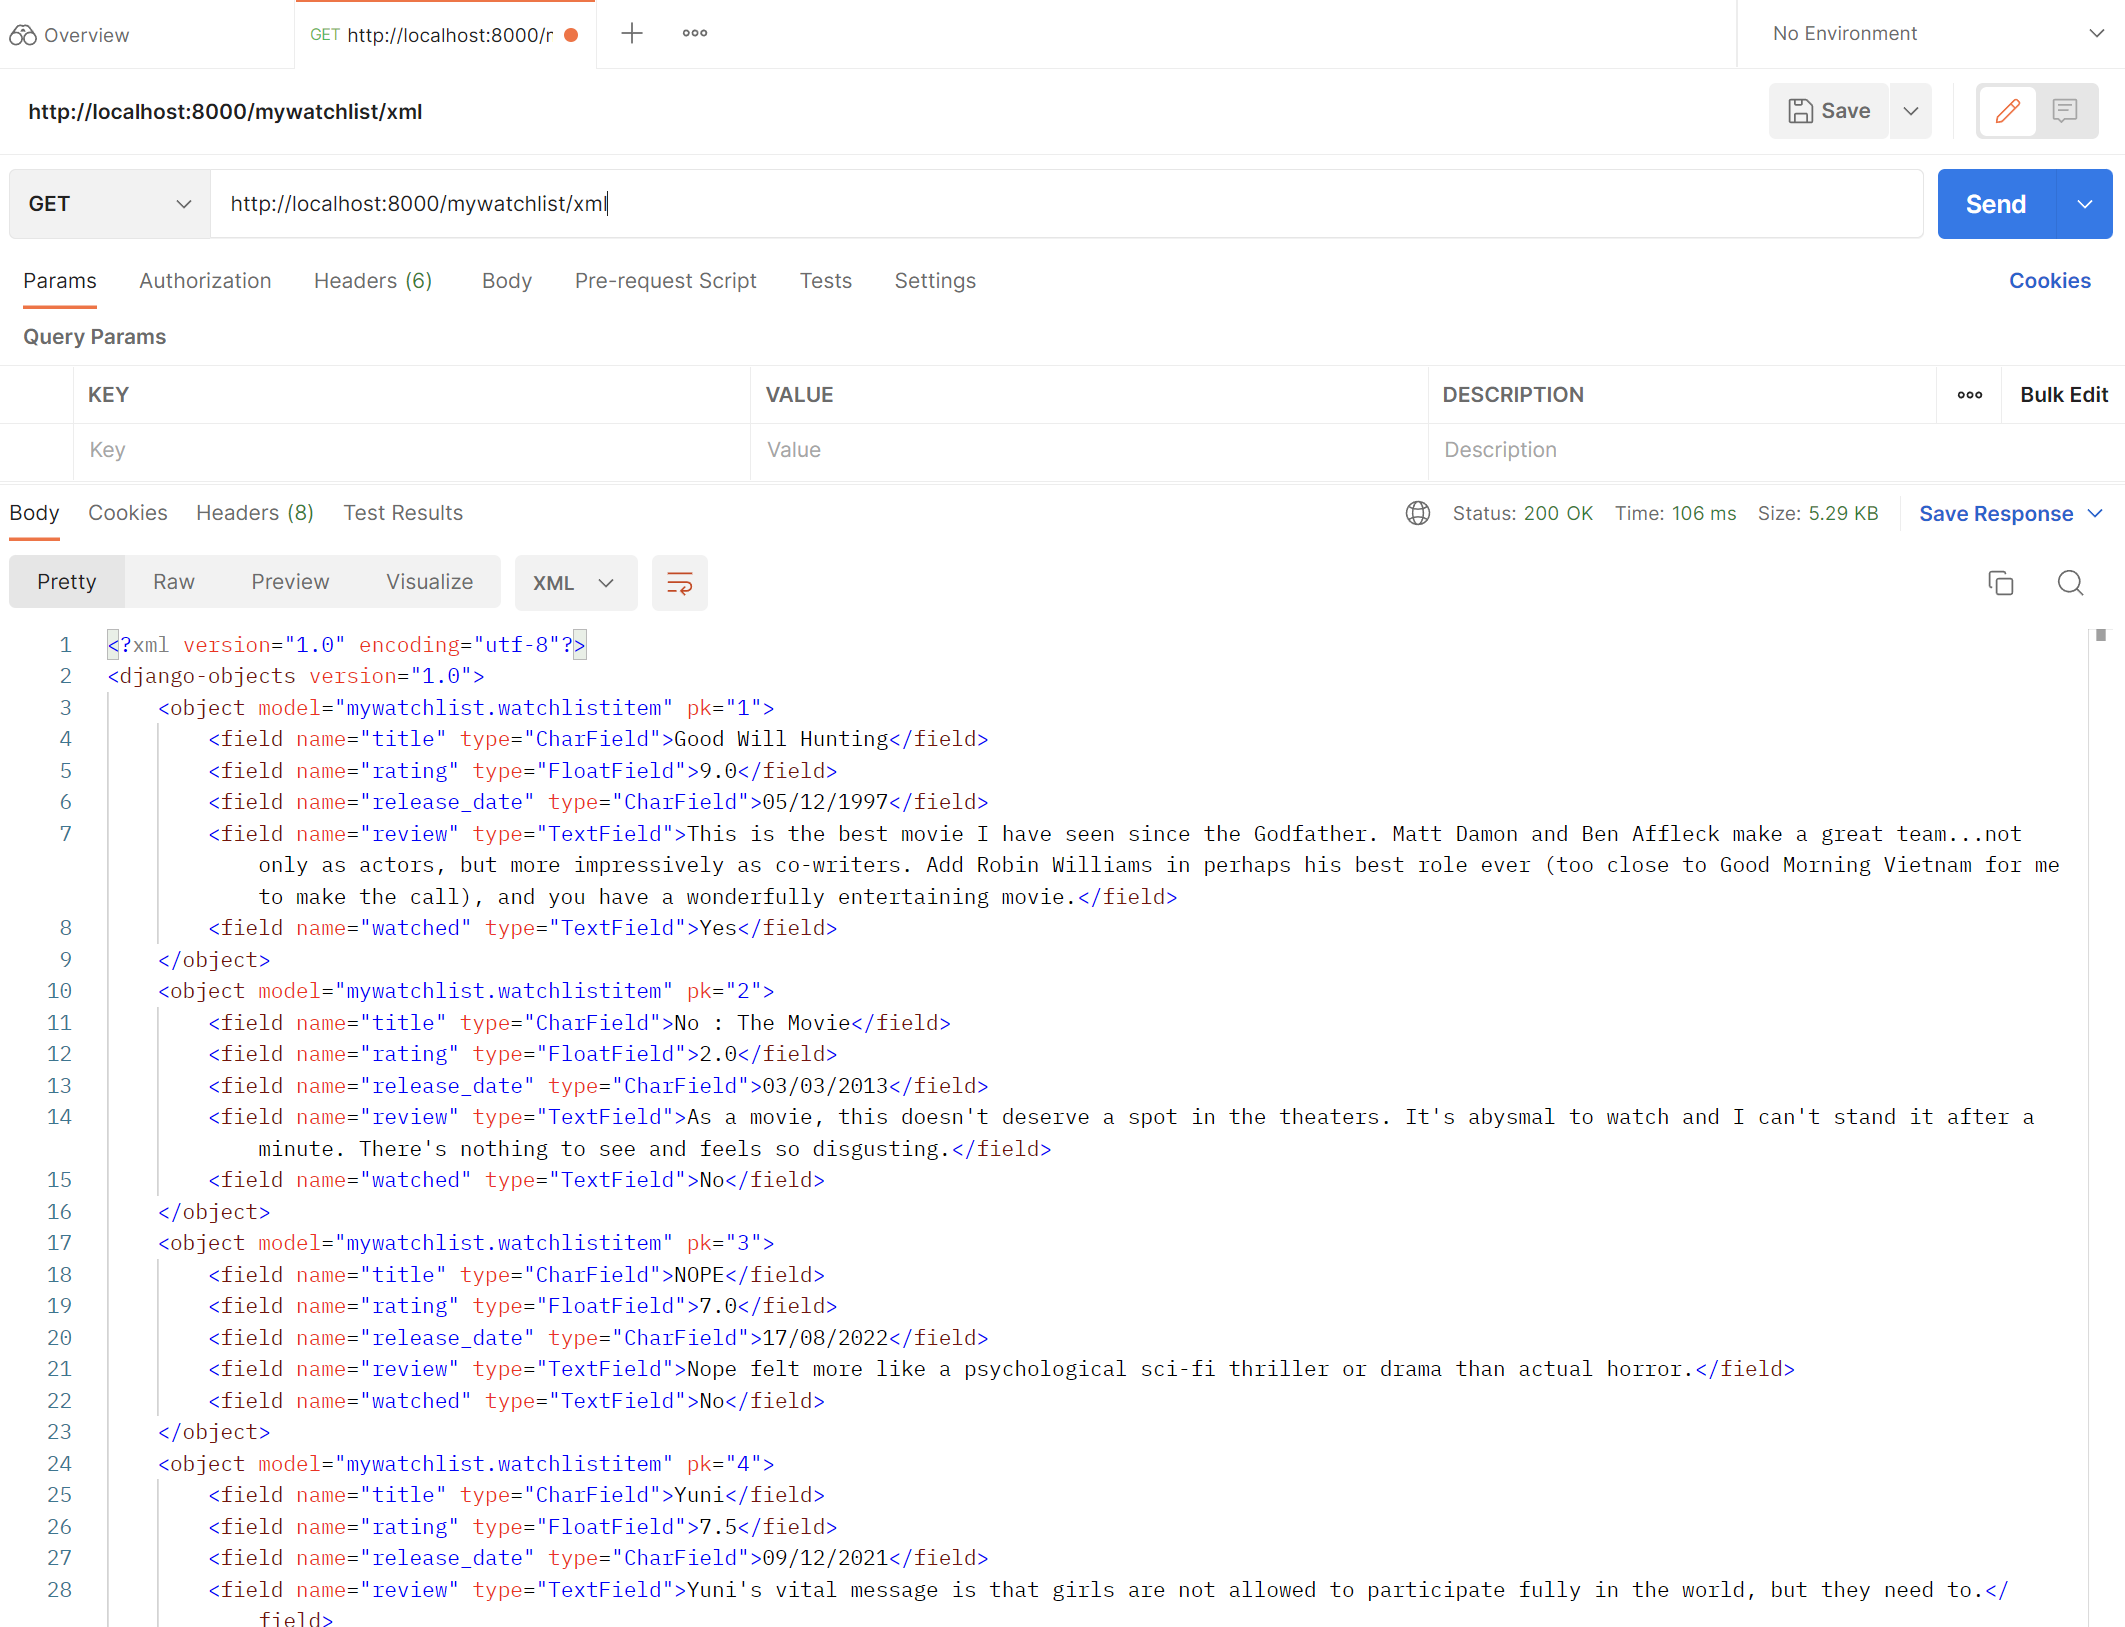 Overview
GET http://localhost:8000/r
No Environment
http://localhost:8000/mywatchlist/xml
Save
GET http://localhost:8000/mywatchlist/xml Send
Params Authorization Headers (6) Body Pre-request Script Tests Settings Cookies
Query Params
KEY VALUE DESCRIPTION Bulk Edit
Key Value Description
Body Cookies Headers (8) Test Results Status: 200 OK Time: 106 ms Size: 5.29 KB Save Response
Pretty Raw Preview Visualize XML
1 <?xml version="1.0" encoding="utf-8"?>
2 <django-objects version="1.0">
3 <object model="mywatchlist.watchlistitem" pk="1">
4 <field name="title" type="CharField">Good Will Hunting</field>
5 <field name="rating" type="FloatField">9.0</field>
6 <field name="release_date" type="CharField">05/12/1997</field>
7 <field name="review" type="TextField">This is the best movie I have seen since the Godfather. Matt Damon and Ben Affleck make a great team...not
only as actors, but more impressively as co-writers. Add Robin Williams in perhaps his best role ever (too close to Good Morning Vietnam for me
to make the call), and you have a wonderfully entertaining movie.</field>
8 <field name="watched" type="TextField">Yes</field>
9 </object>
10 <object model="mywatchlist.watchlistitem" pk="2">
11 <field name="title" type="CharField">No : The Movie</field>
12 <field name="rating" type="FloatField">2.0</field>
13 <field name="release_date" type="CharField">03/03/2013</field>
14 <field name="review" type="TextField">As a movie, this doesn't deserve a spot in the theaters. It's abysmal to watch and I can't stand it after a
minute. There's nothing to see and feels so disgusting.</field>
15 <field name="watched" type="TextField">No</field>
16 </object>
17 <object model="mywatchlist.watchlistitem" pk="3">
18 <field name="title" type="CharField">NOPE</field>
19 <field name="rating" type="FloatField">7.0</field>
20 <field name="release_date" type="CharField">17/08/2022</field>
21 <field name="review" type="TextField">Nope felt more like a psychological sci-fi thriller or drama than actual horror.</field>
22 <field name="watched" type="TextField">No</field>
23 </object>
24 <object model="mywatchlist.watchlistitem" pk="4">
25 <field name="title" type="CharField">Yuni</field>
26 <field name="rating" type="FloatField">7.5</field>
27 <field name="release_date" type="CharField">09/12/2021</field>
28 <field name="review" type="TextField">Yuni's vital message is that girls are not allowed to participate fully in the world, but they need to.</
field>